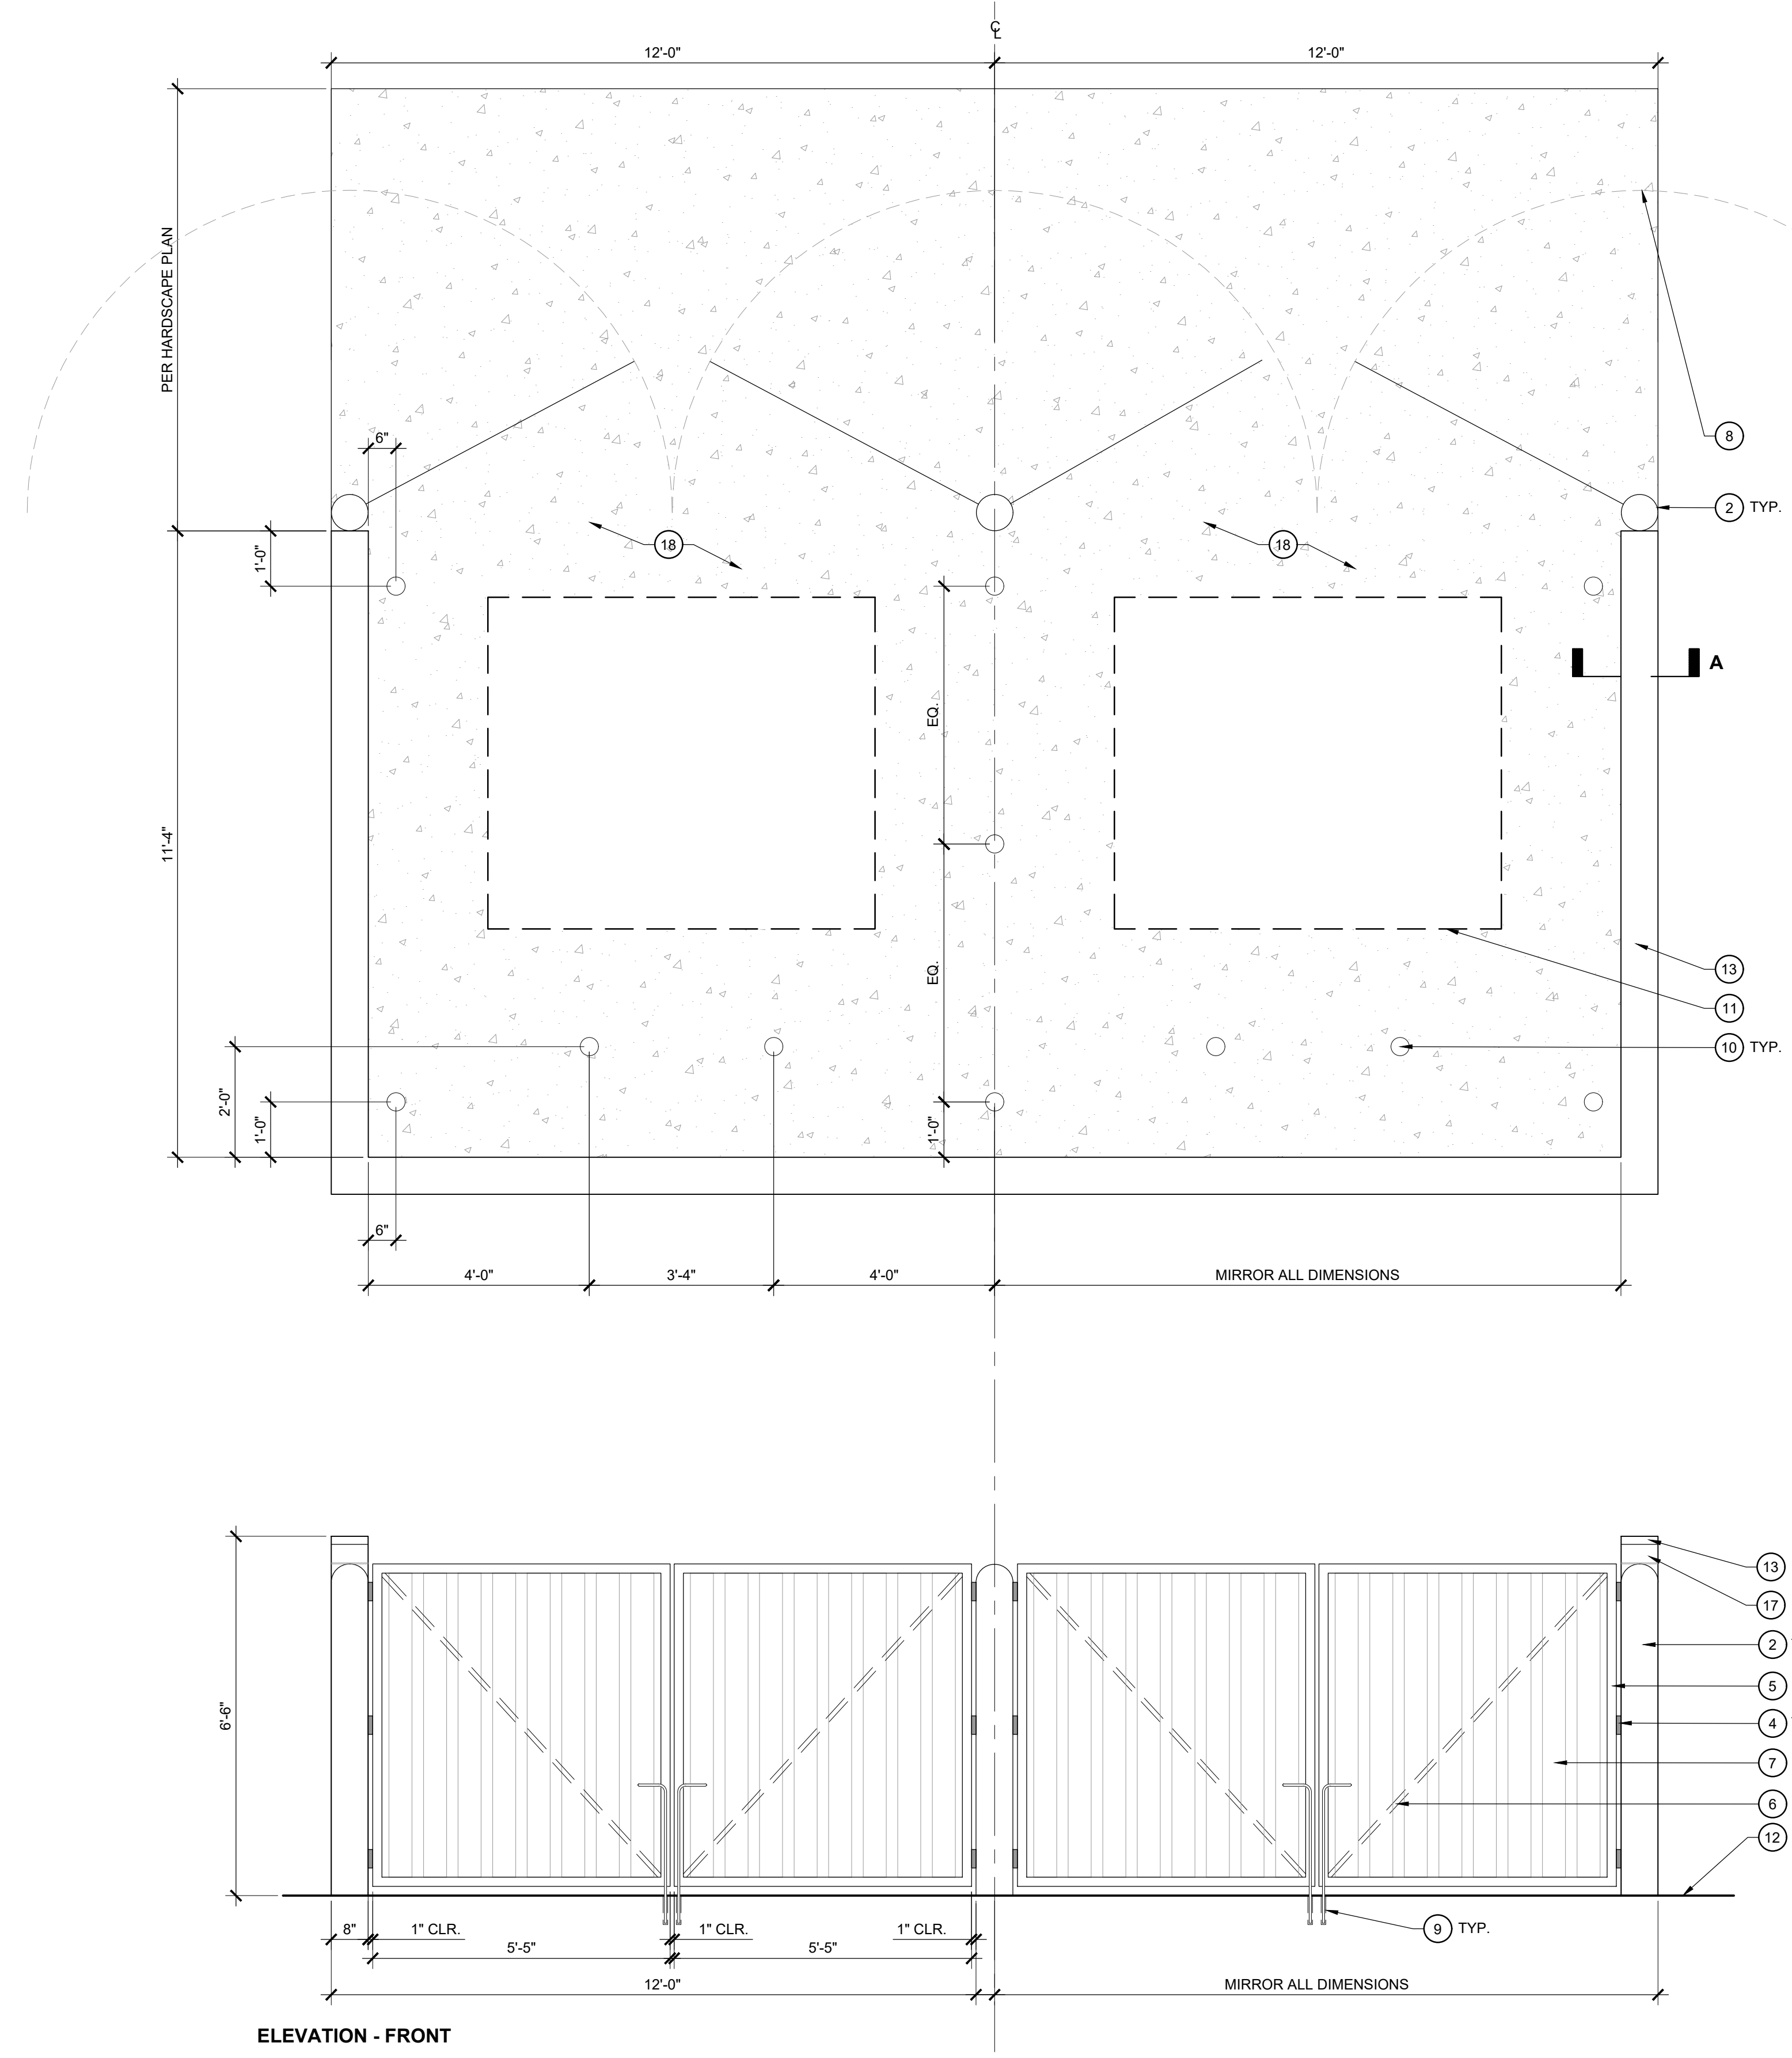 CL
12'-0"
12'-0"
PER HARDSCAPE PLAN
8
6"
2 TYP.
18
18
1'-0"
A
EQ.
11'-4"
13
EQ.
11
10 TYP.
2'-0"
1'-0"
1'-0"
6"
4'-0"
3'-4"
4'-0"
MIRROR ALL DIMENSIONS
13
17
2
5
6'-6"
4
7
6
12
8"
1" CLR.
1" CLR.
1" CLR.
9 TYP.
5'-5"
5'-5"
12'-0"
MIRROR ALL DIMENSIONS
ELEVATION - FRONT